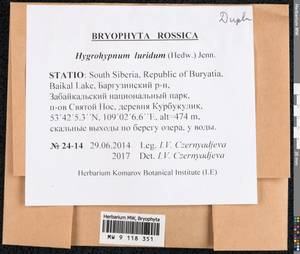 Dupl.
BRYOPHYTA ROSSICA
Hygrohypnum luridum (Hedw.) Jenn.
STATIO: South Siberia, Republic of Buryatia,
Baikal Lake, Баргузинский р-н,
Забайкальский национальный парк,
п-ов Святой Нос, деревня Курбукулик,
53°42´5.3´´N, 109°02´6.6´´E, alt=474 m,
скальные выходы по берегу озера, у воды.
№ 24-14 29.06.2014 Leg. I.V. Czernyadjeva
2017 Det. I.V. Czernyadjeva
Herbarium Komarov Botanical Institute (LE)
Herbarium MW, Bryophyta
MW 9 118 351